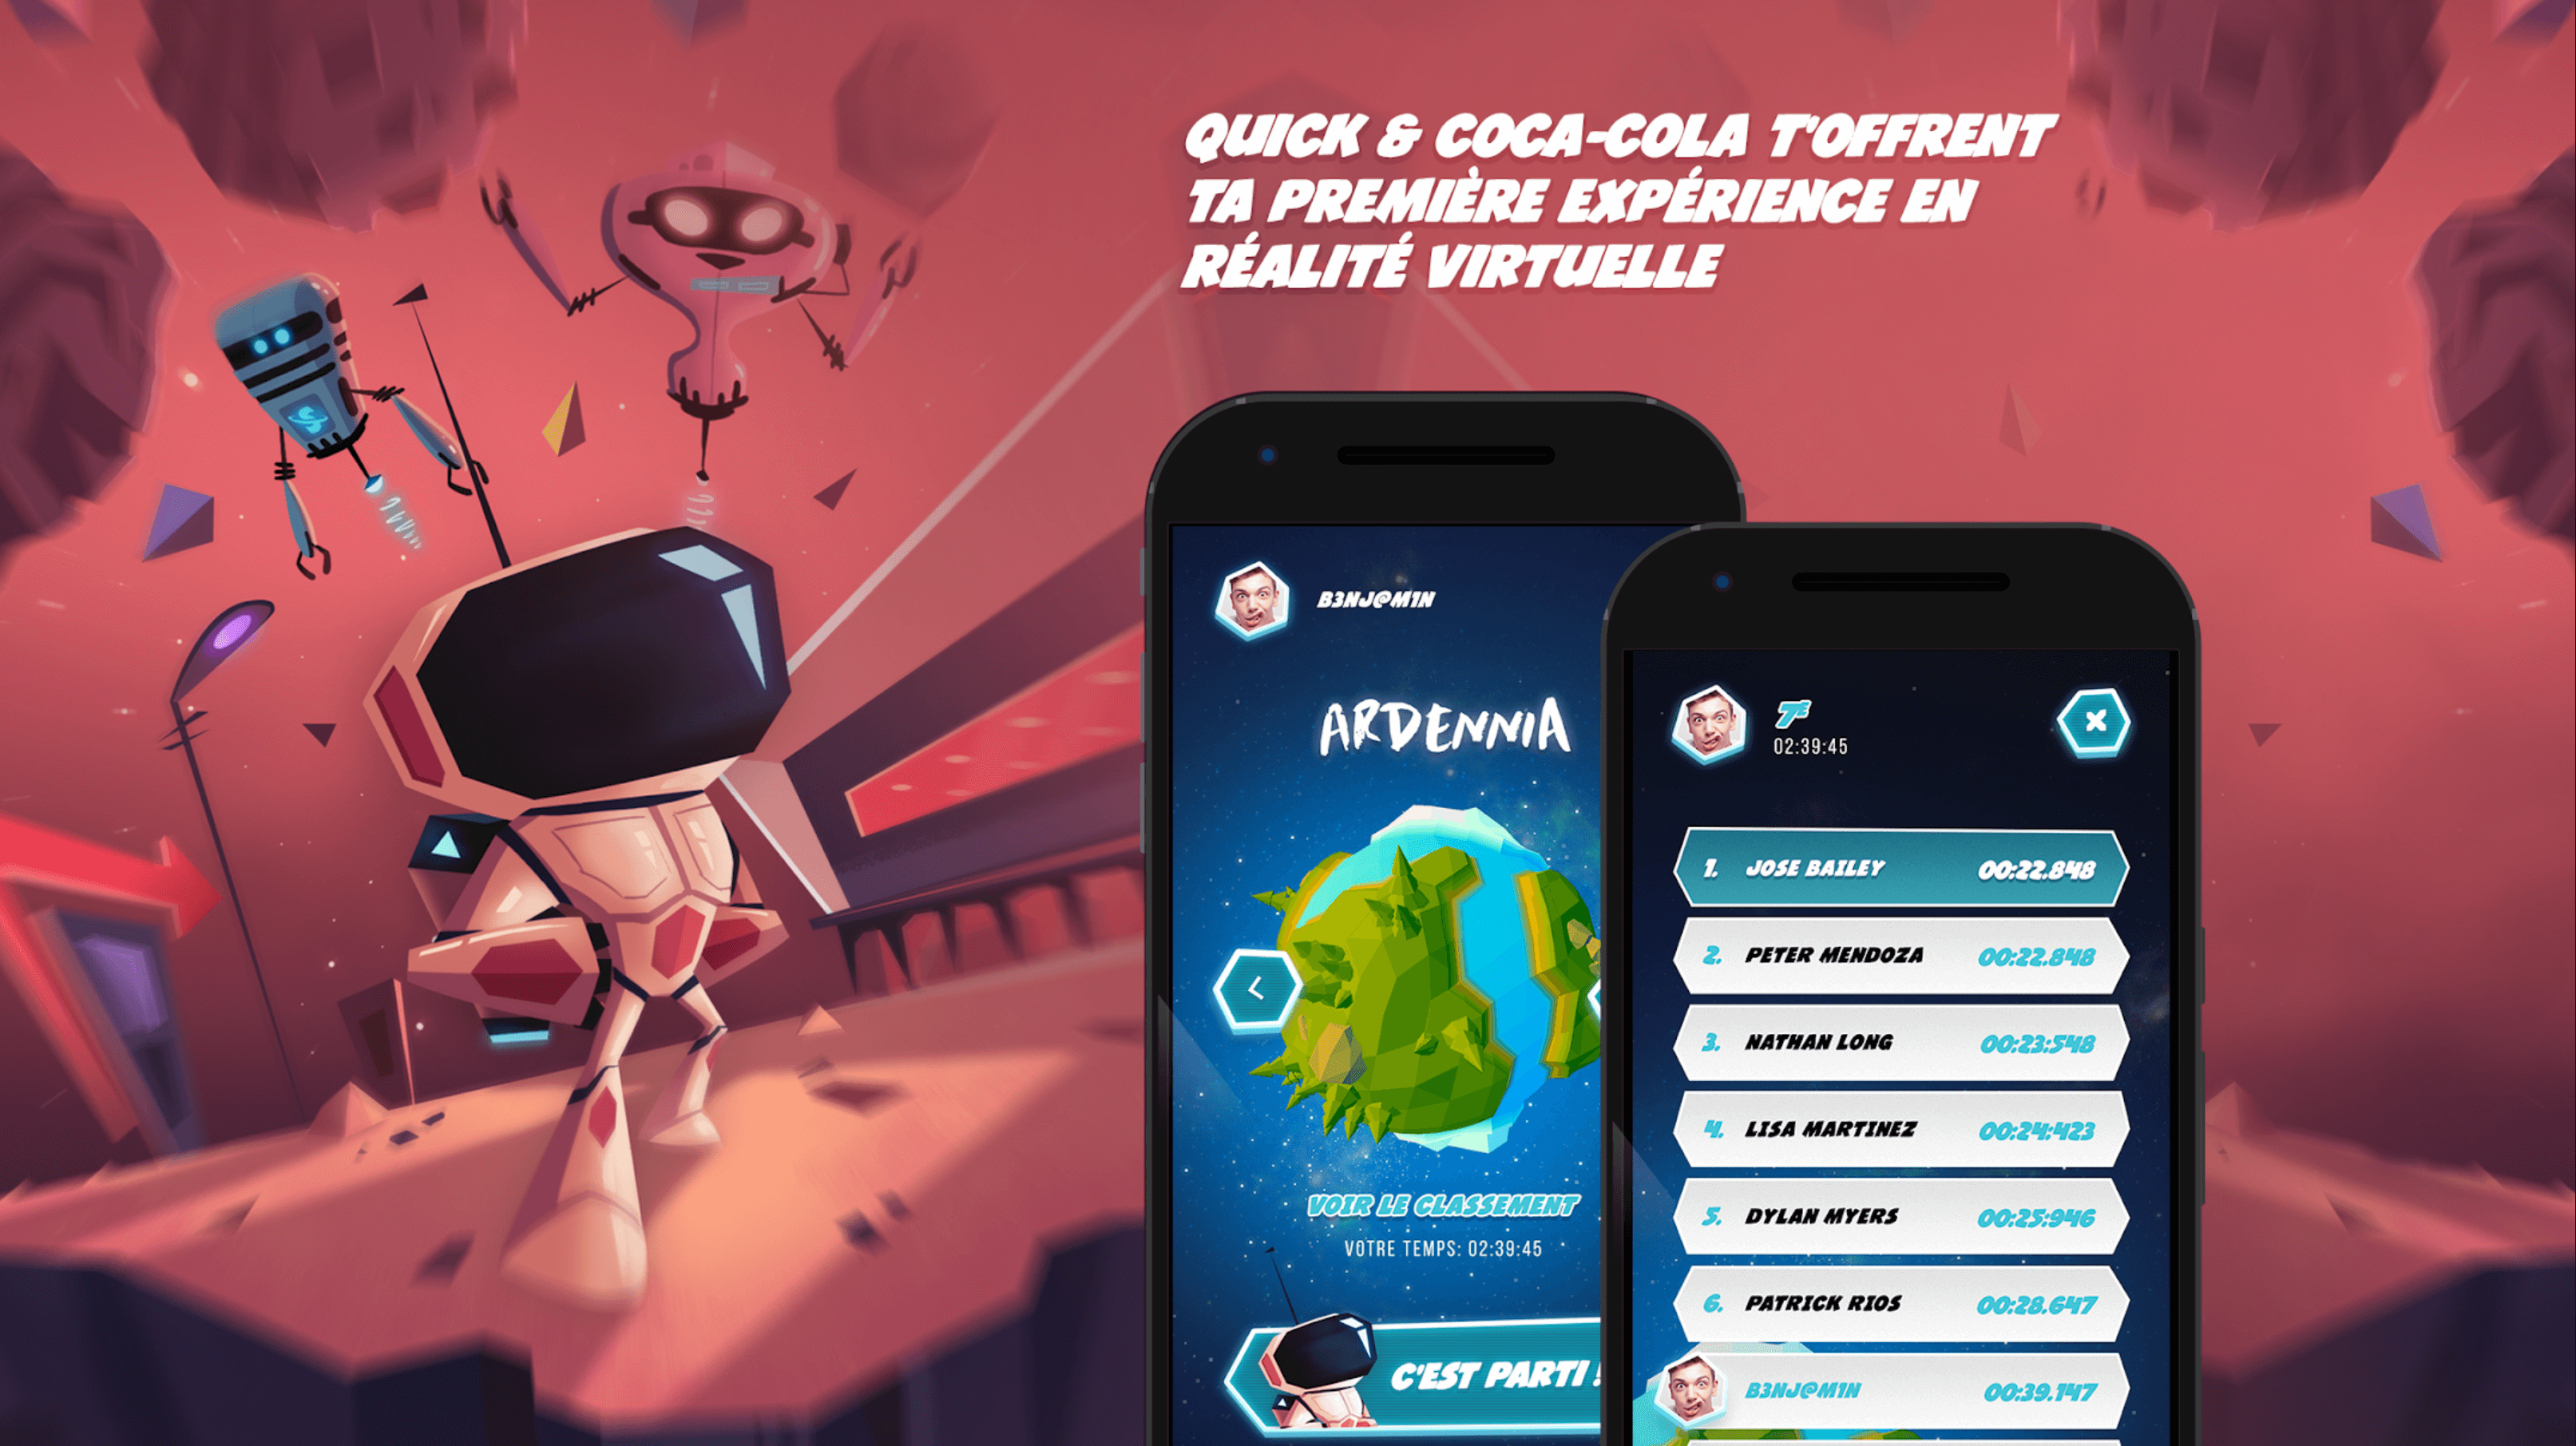 QUICK & COCA-COLA T'OFFRENT
TA PREMIÈRE EXPÉRIENCE EN
RÉALITÉ VIRTUELLE
B3NJ@M1N
ARDENNIA
VOIR LE CLASSEMENT
VOTRE TEMPS: 02:39:45
C'EST PARTI !
7E
02:39:45
1. JOSE BAILEY 00:22.848
2. PETER MENDOZA 00:22.848
3. NATHAN LONG 00:23:548
4. LISA MARTINEZ 00:24:423
5. DYLAN MYERS 00:25:946
6. PATRICK RIOS 00:28.647
B3NJ@M1N 00:39.147